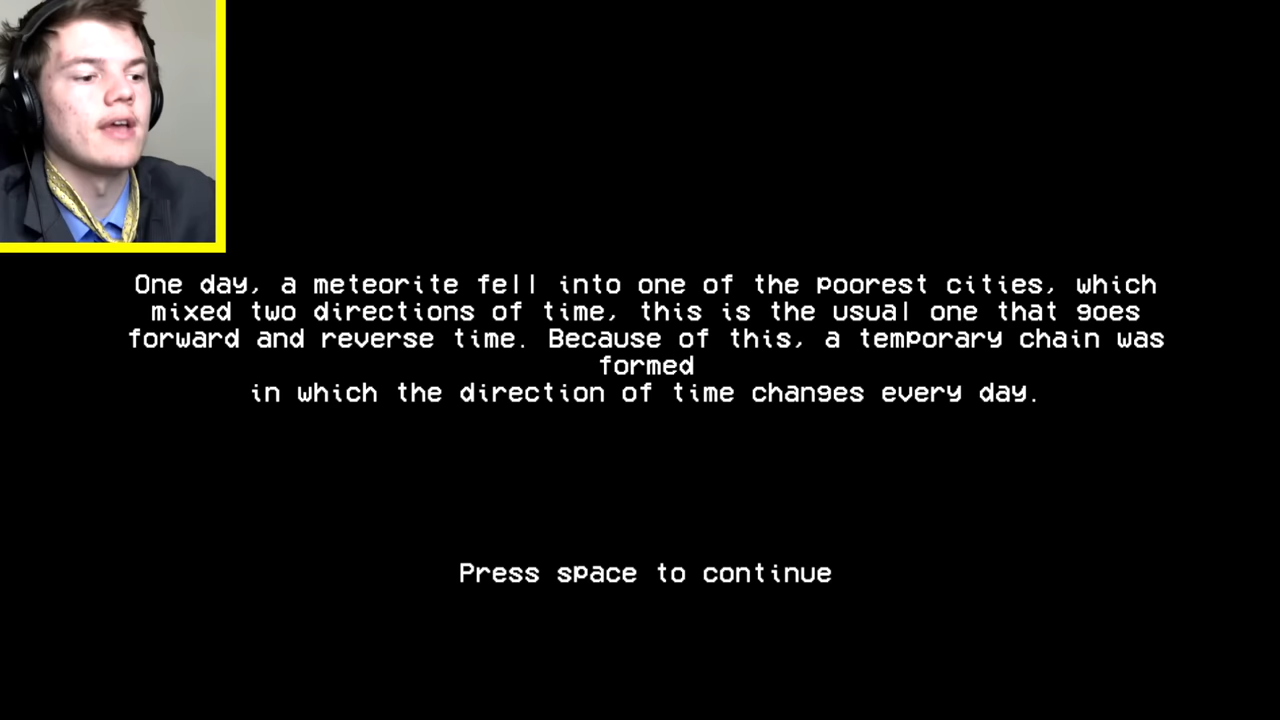 One day, a meteorite fell into one of the poorest cities, which
mixed two directions of time, this is the usual one that goes
forward and reverse time. Because of this, a temporary chain was
formed
in which the direction of time changes every day.
Press space to continue